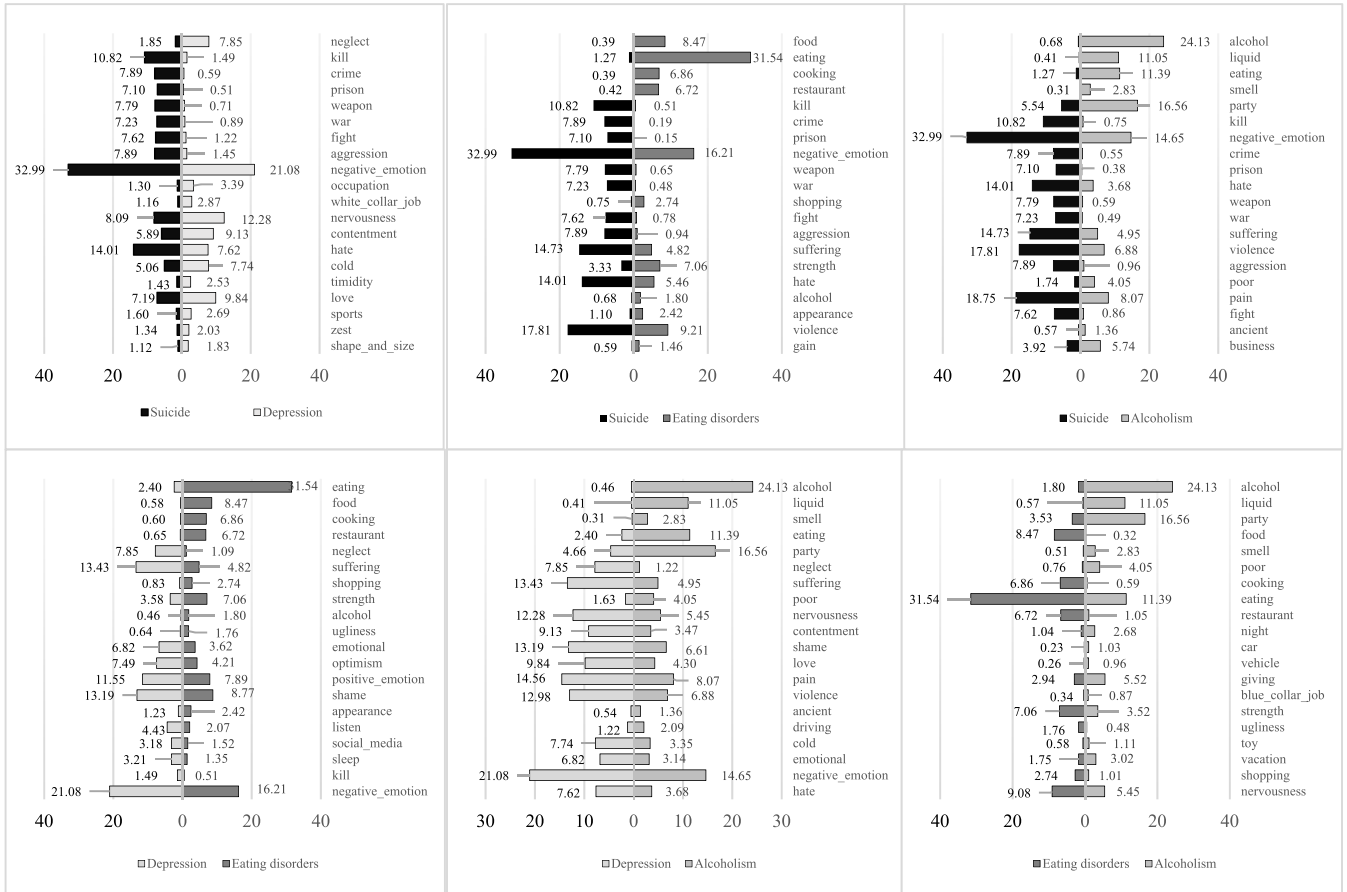 1.85 7.85 neglect
10.82 1.49 kill
7.89 0.59 crime
7.10 0.51 prison
7.79 0.71 weapon
7.23 0.89 war
7.62 1.22 fight
7.89 1.45 aggression
32.99 21.08 negative_emotion
1.30 3.39 occupation
1.16 2.87 white_collar_job
8.09 12.28 nervousness
5.89 9.13 contentment
14.01 7.62 hate
5.06 7.74 cold
1.43 2.53 timidity
7.19 9.84 love
1.60 2.69 sports
1.34 2.03 zest
1.12 1.83 shape_and_size
40 20 0 20 40
Suicide Depression
0.39 8.47 food
1.27 31.54 eating
0.39 6.86 cooking
0.42 6.72 restaurant
10.82 0.51 kill
7.89 0.19 crime
7.10 0.15 prison
32.99 16.21 negative_emotion
7.79 0.65 weapon
7.23 0.48 war
0.75 2.74 shopping
7.62 0.78 fight
7.89 0.94 aggression
14.73 4.82 suffering
3.33 7.06 strength
14.01 5.46 hate
0.68 1.80 alcohol
1.10 2.42 appearance
17.81 9.21 violence
0.59 1.46 gain
40 20 0 20 40
Suicide Eating disorders
0.68 24.13 alcohol
0.41 11.05 liquid
1.27 11.39 eating
0.31 2.83 smell
5.54 16.56 party
10.82 0.75 kill
32.99 14.65 negative_emotion
7.89 0.55 crime
7.10 0.38 prison
14.01 3.68 hate
7.79 0.59 weapon
7.23 0.49 war
14.73 4.95 suffering
17.81 6.88 violence
7.89 0.96 aggression
1.74 4.05 poor
18.75 8.07 pain
7.62 0.86 fight
0.57 1.36 ancient
3.92 5.74 business
40 20 0 20 40
Suicide Alcoholism
2.40 31.54 eating
0.58 8.47 food
0.60 6.86 cooking
0.65 6.72 restaurant
7.85 1.09 neglect
13.43 4.82 suffering
0.83 2.74 shopping
3.58 7.06 strength
0.46 1.80 alcohol
0.64 1.76 ugliness
6.82 3.62 emotional
7.49 4.21 optimism
11.55 7.89 positive_emotion
13.19 8.77 shame
1.23 2.42 appearance
4.43 2.07 listen
3.18 1.52 social_media
3.21 1.35 sleep
1.49 0.51 kill
21.08 16.21 negative_emotion
40 20 0 20 40
Depression Eating disorders
0.46 24.13 alcohol
0.41 11.05 liquid
0.31 2.83 smell
2.40 11.39 eating
4.66 16.56 party
7.85 1.22 neglect
13.43 4.95 suffering
1.63 4.05 poor
12.28 5.45 nervousness
9.13 3.47 contentment
13.19 6.61 shame
9.84 4.30 love
14.56 8.07 pain
12.98 6.88 violence
0.54 1.36 ancient
1.22 2.09 driving
7.74 3.35 cold
6.82 3.14 emotional
21.08 14.65 negative_emotion
7.62 3.68 hate
30 20 10 0 10 20 30
Depression Alcoholism
1.80 24.13 alcohol
0.57 11.05 liquid
3.53 16.56 party
8.47 0.32 food
0.51 2.83 smell
0.76 4.05 poor
6.86 0.59 cooking
31.54 11.39 eating
6.72 1.05 restaurant
1.04 2.68 night
0.23 1.03 car
0.26 0.96 vehicle
2.94 5.52 giving
0.34 0.87 blue_collar_job
7.06 3.52 strength
1.76 0.48 ugliness
0.58 1.11 toy
1.75 3.02 vacation
2.74 1.01 shopping
9.08 5.45 nervousness
40 20 0 20 40
Eating disorders Alcoholism